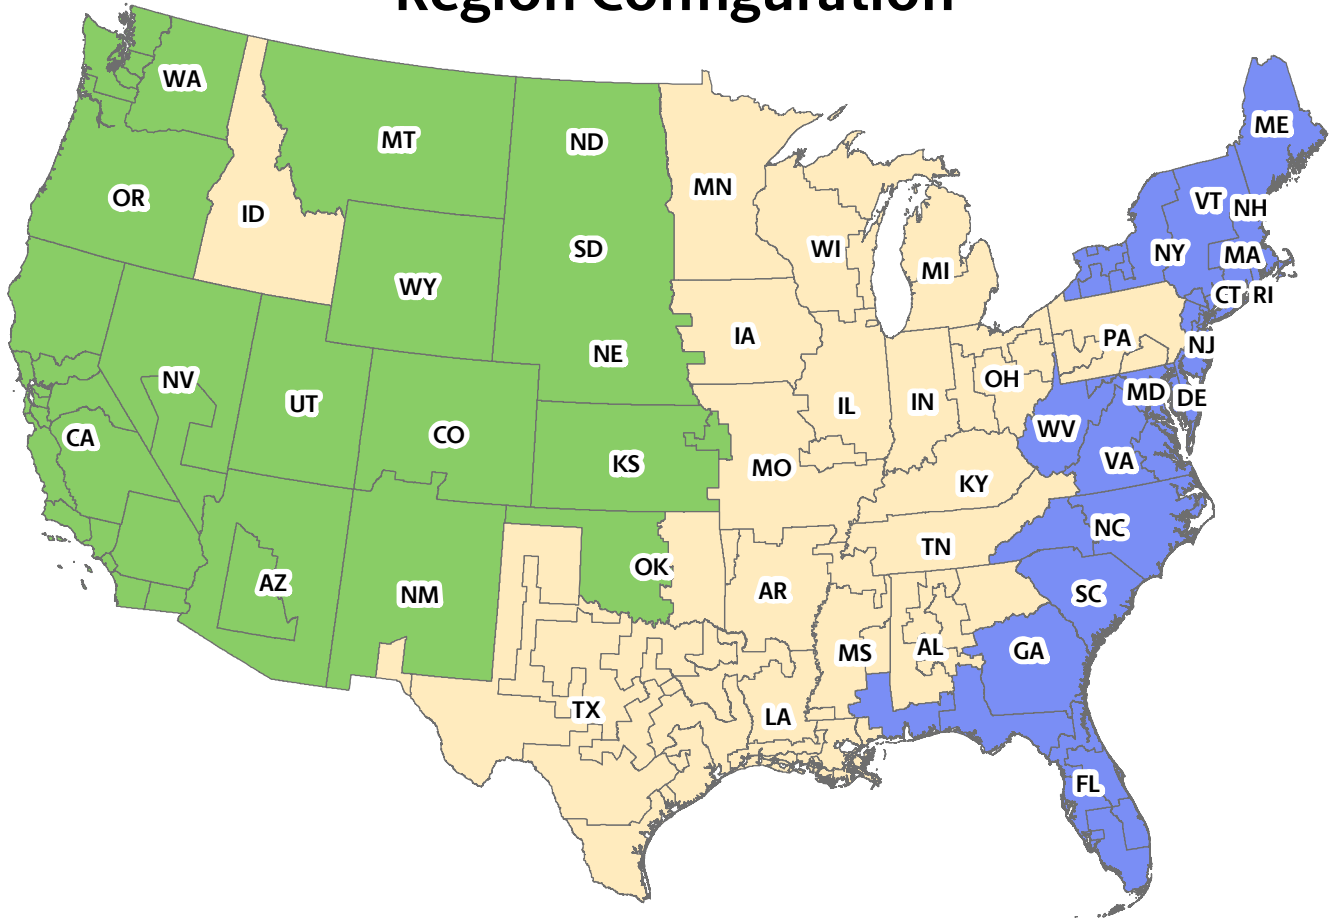 Region Configuration
WA
MT
ND
MN
ME
OR
ID
SD
WI
MI
VT
NH
NY
MA
WY
CT
RI
IA
NE
PA
NJ
NV
UT
CO
IL
IN
OH
MD
DE
CA
KS
MO
WV
VA
KY
NC
TN
AZ
NM
OK
AR
SC
MS
AL
GA
TX
LA
FL